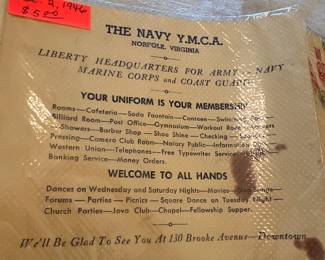 2, 1946
$5.00
THE NAVY Y.M.C.A.
NORFOLK, VIRGINIA
LIBERTY HEADQUARTERS FOR ARMY NAVY
MARINE CORPS and COAST GUARD
YOUR UNIFORM IS YOUR MEMBERSHIP
Rooms—Cafeteria—Soda Fountain—Canteen—Swimming
Billiard Room—Post Office—Gymnasium—Workout Room
Showers—Barber Shop—Shoe Shine—Checking
Pressing—Camera Club Room—Notary Public—Information
Western Union—Telephones—Free Typewriter Service
Banking Service—Money Orders.
WELCOME TO ALL HANDS
Dances on Wednesday and Saturday Nights—Movies—
Forums—Parties—Picnics—Square Dance on Tuesday Night
Church Parties—Java Club—Chapel—Fellowship Supper.
We'll Be Glad To See You At 130 Brooke Avenue—Downtown